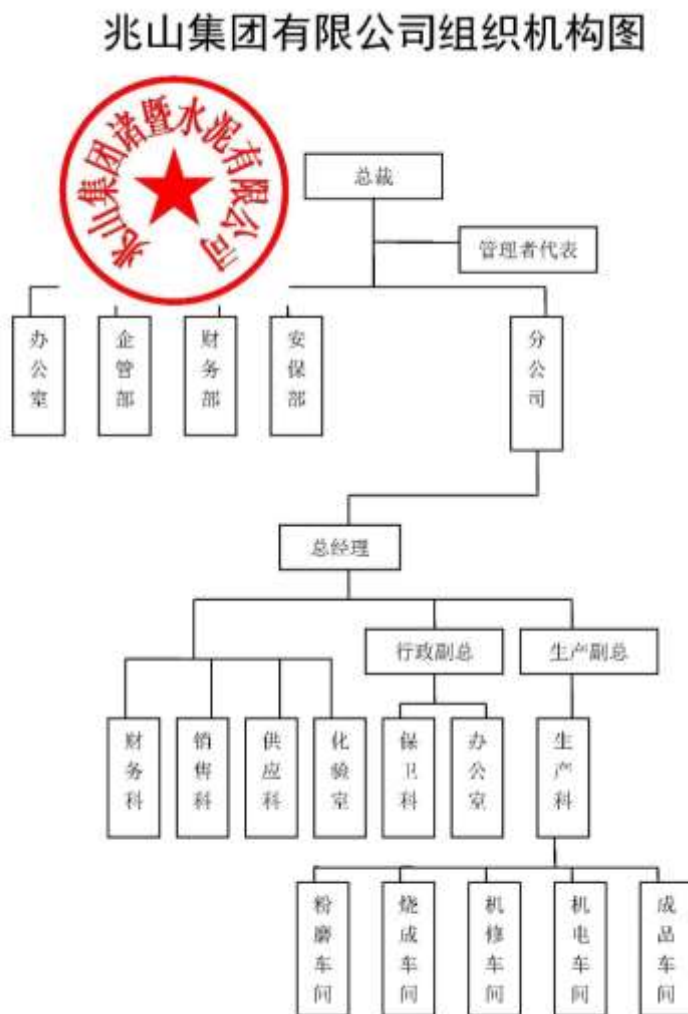 兆山集团有限公司组织机构图
兆山集团诸暨水泥有限公司
总裁
管理者代表
办公室
企管部
财务部
安保部
分公司
总经理
行政副总
生产副总
财务科
销售科
供应科
化验室
保卫科
办公室
生产科
粉磨车间
烧成车间
机修车间
机电车间
成品车间